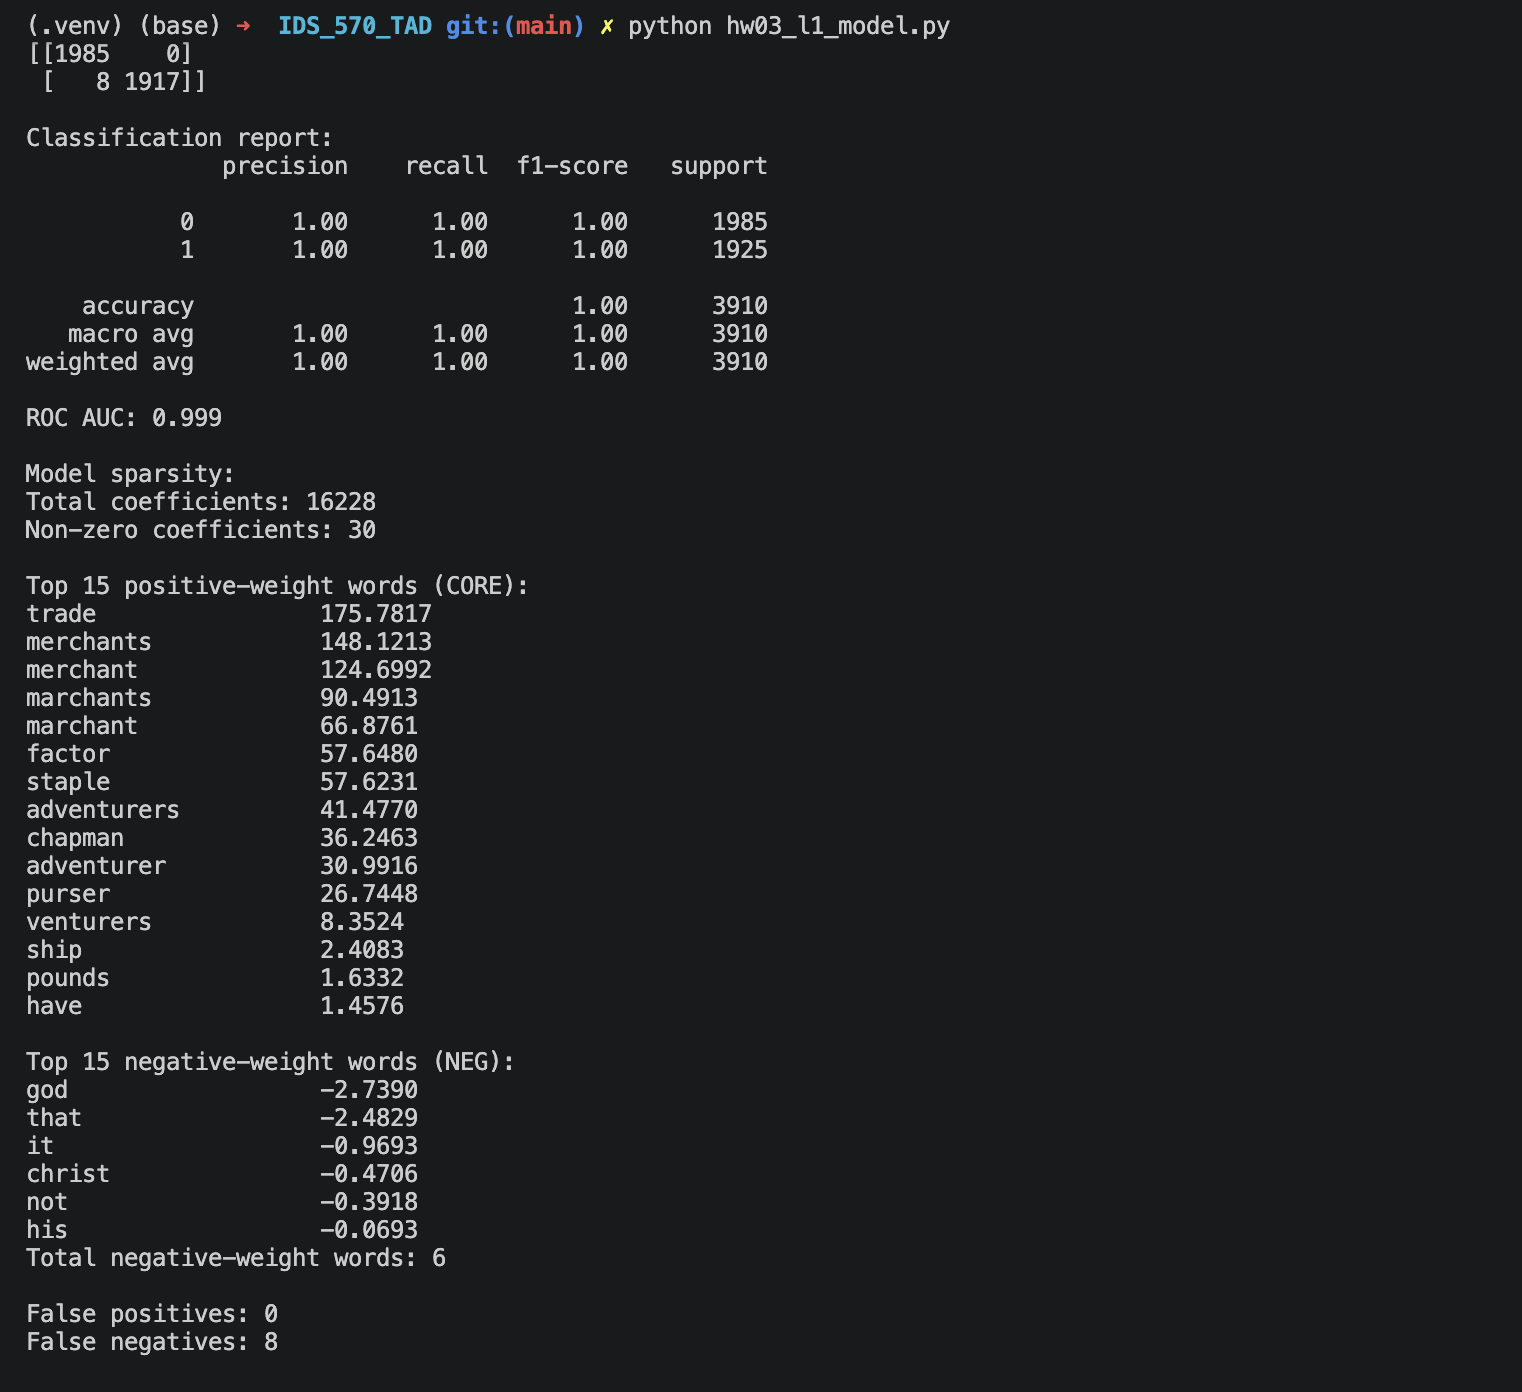 (.venv) (base) → IDS_570_TAD git:(main) ✗ python hw03_l1_model.py
[[1985    0]
 [   8 1917]]
Classification report:
              precision    recall  f1-score   support
           0       1.00      1.00      1.00      1985
           1       1.00      1.00      1.00      1925
    accuracy                           1.00      3910
   macro avg       1.00      1.00      1.00      3910
weighted avg       1.00      1.00      1.00      3910
ROC AUC: 0.999
Model sparsity:
Total coefficients: 16228
Non-zero coefficients: 30
Top 15 positive-weight words (CORE):
trade                175.7817
merchants            148.1213
merchant             124.6992
marchants            90.4913
marchant             66.8761
factor               57.6480
staple               57.6231
adventurers          41.4770
chapman              36.2463
adventurer           30.9916
purser               26.7448
venturers            8.3524
ship                 2.4083
pounds               1.6332
have                 1.4576
Top 15 negative-weight words (NEG):
god                  -2.7390
that                 -2.4829
it                   -0.9693
christ               -0.4706
not                  -0.3918
his                  -0.0693
Total negative-weight words: 6
False positives: 0
False negatives: 8